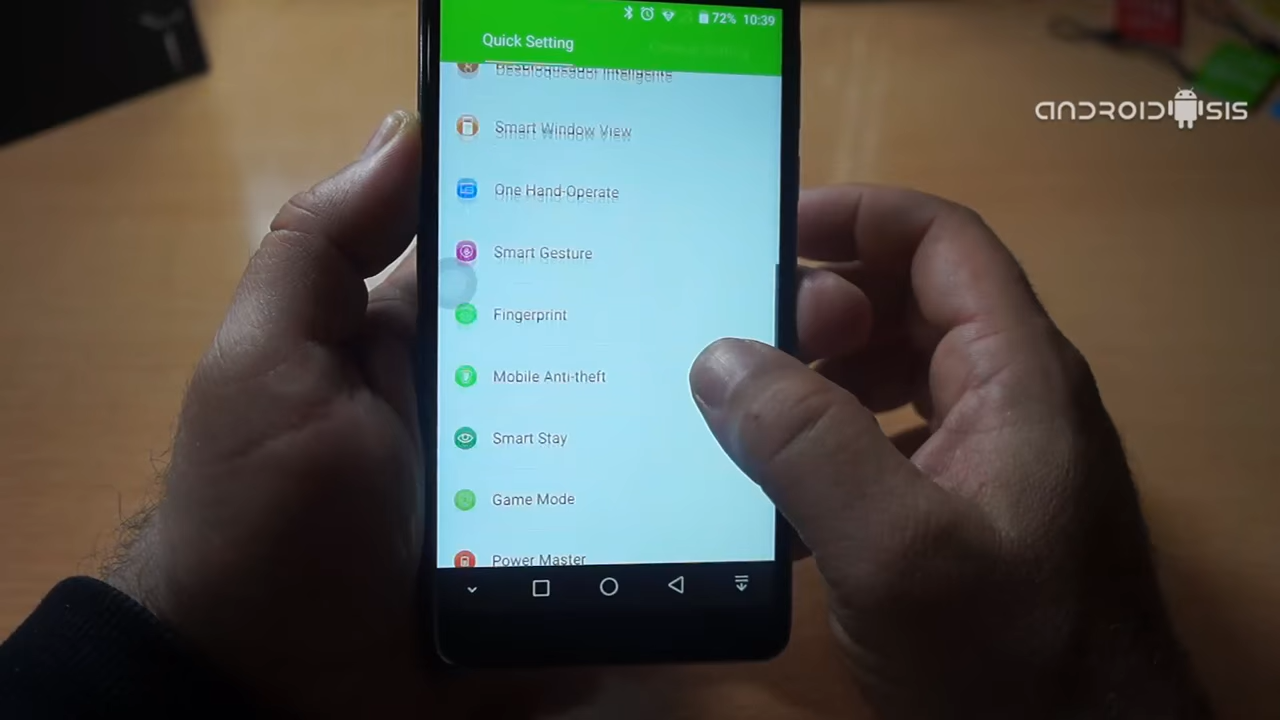 72% 10:39
Quick Setting
Desbloqueador Inteligente
ANDROIDSIS
Smart Window View
One Hand-Operate
Smart Gesture
Fingerprint
Mobile Anti-theft
Smart Stay
Game Mode
Power Master